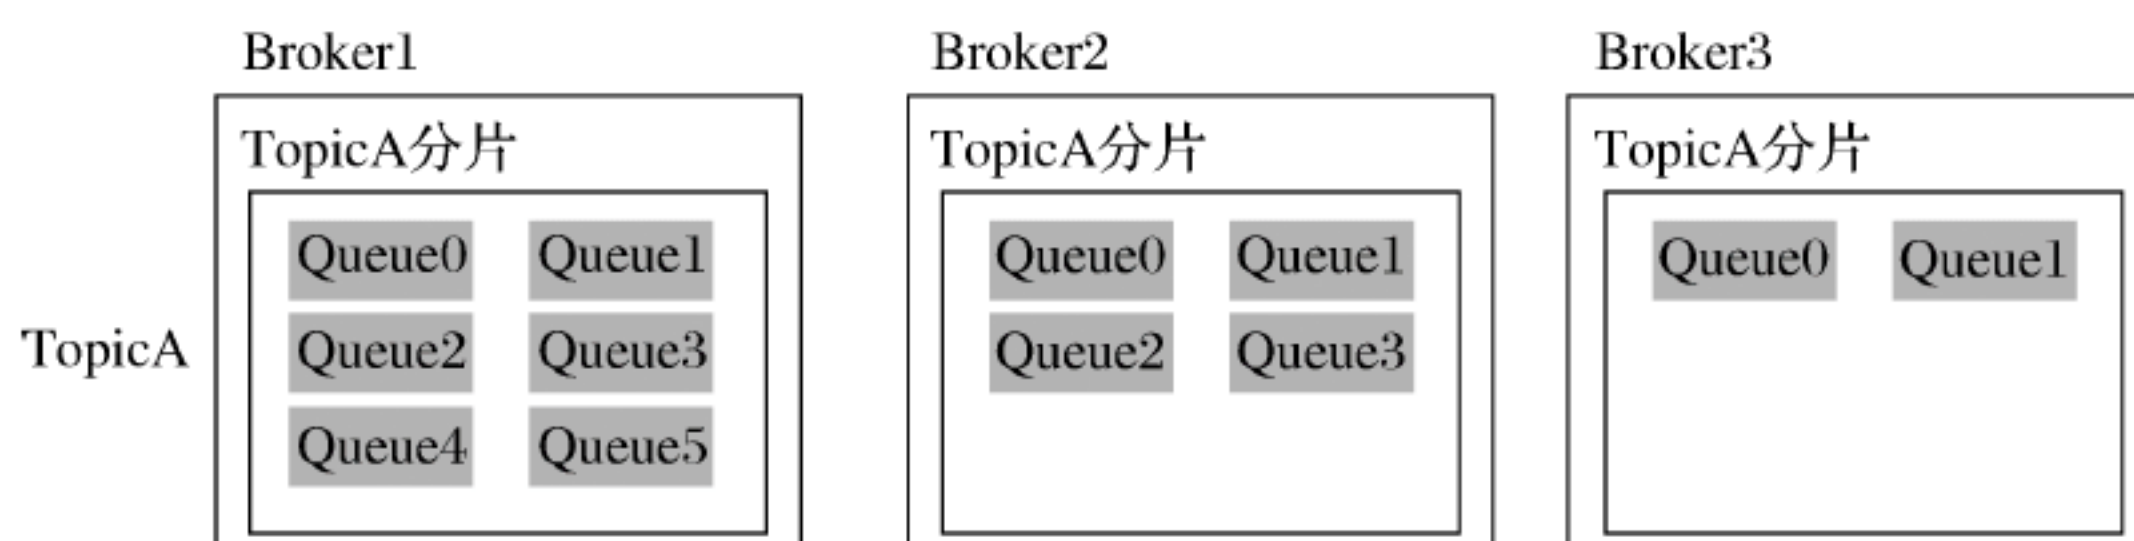 Broker1
Broker2
Broker3
TopicA分片
TopicA分片
TopicA分片
Queue0 Queue1
Queue0 Queue1
Queue0 Queue1
TopicA
Queue2 Queue3
Queue2 Queue3
Queue4 Queue5